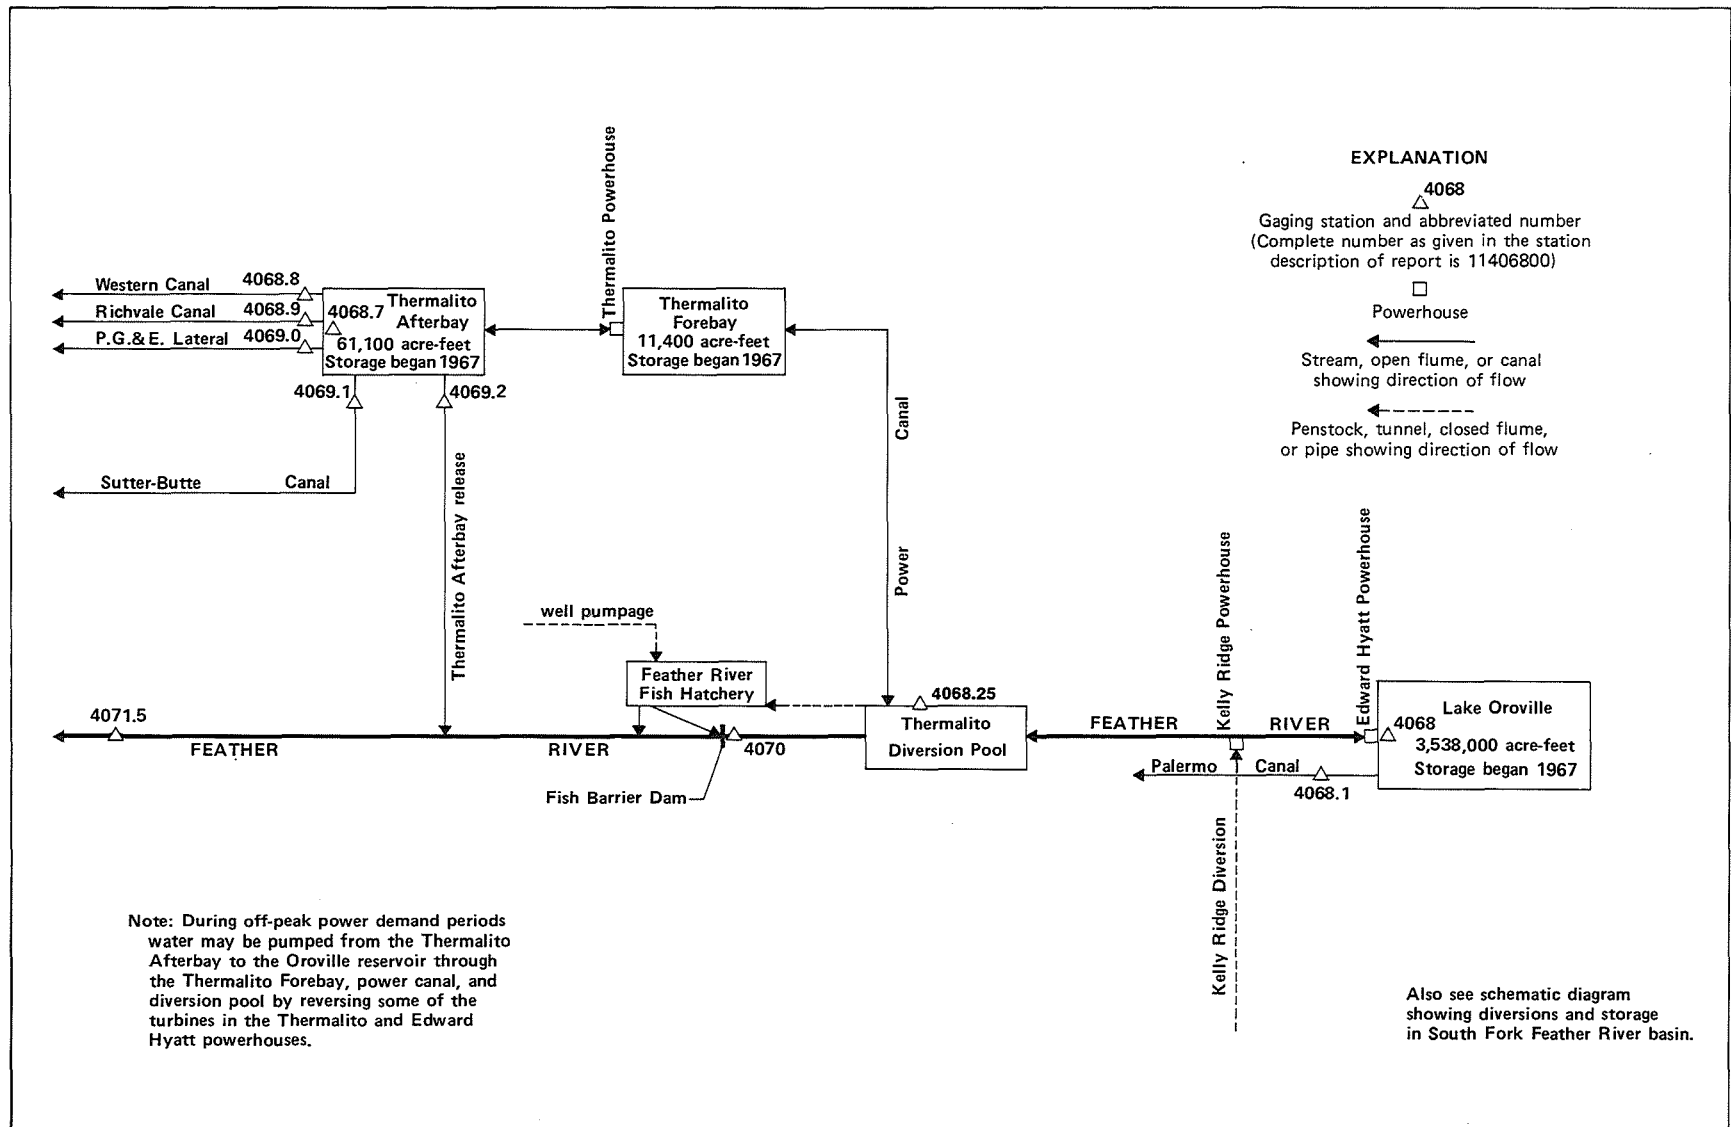 EXPLANATION
4068
Gaging station and abbreviated number
(Complete number as given in the station
description of report is 11406800)
Powerhouse
Stream, open flume, or canal
showing direction of flow
Penstock, tunnel, closed flume,
or pipe showing direction of flow
Thermalito Powerhouse
Western Canal 4068.8
Richvale Canal 4068.9
P.G.& E. Lateral 4069.0
4068.7
Thermalito
Afterbay
61,100 acre-feet
Storage began 1967
Thermalito
Forebay
11,400 acre-feet
Storage began 1967
4069.1
4069.2
Sutter-Butte Canal
Thermalito Afterbay release
Power Canal
well pumpage
Feather River
Fish Hatchery
4068.25
Thermalito
Diversion Pool
4071.5
FEATHER RIVER
4070
Fish Barrier Dam
FEATHER RIVER
Kelly Ridge Powerhouse
Edward Hyatt Powerhouse
Lake Oroville
4068
3,538,000 acre-feet
Storage began 1967
Palermo Canal
4068.1
Kelly Ridge Diversion
Note: During off-peak power demand periods
water may be pumped from the Thermalito
Afterbay to the Oroville reservoir through
the Thermalito Forebay, power canal, and
diversion pool by reversing some of the
turbines in the Thermalito and Edward
Hyatt powerhouses.
Also see schematic diagram
showing diversions and storage
in South Fork Feather River basin.